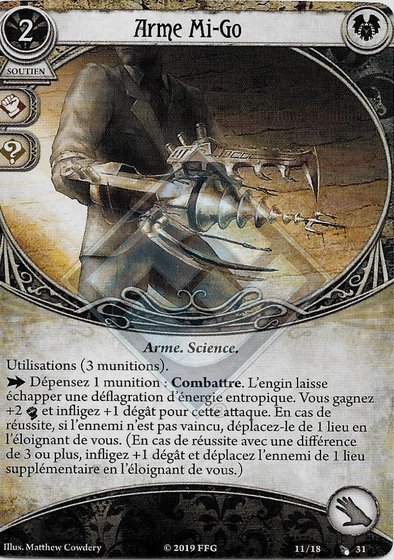 2
Arme Mi-Go
SOUTIEN
?
Arme. Science.
Utilisations (3 munitions).
Dépensez 1 munition : Combattre. L'engin laisse
échapper une déflagration d'énergie entropique. Vous gagnez
+2 et infligez +1 dégât pour cette attaque. En cas de
réussite, si l'ennemi n'est pas vaincu, déplacez-le de 1 lieu en
l'éloignant de vous. (En cas de réussite avec une différence
de 3 ou plus, infligez +1 dégât et déplacez l'ennemi de 1 lieu
supplémentaire en l'éloignant de vous.)
Illus. Matthew Cowdery
© 2019 FFG
11/18
31